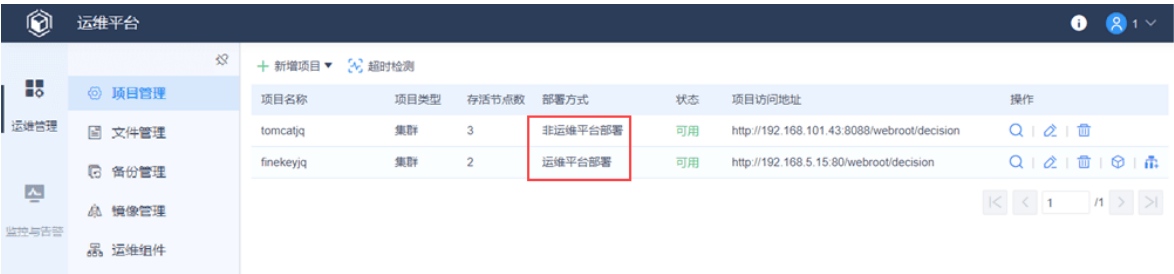 运维平台
1
新增项目 超时检测
运维管理
监控与告警
项目管理
文件管理
备份管理
镜像管理
运维组件
项目名称 项目类型 存活节点数 部署方式 状态 项目访问地址 操作
tomcatjq 集群 3 非运维平台部署 可用 http://192.168.101.43:8088/webroot/decision
finekeyjq 集群 2 运维平台部署 可用 http://192.168.5.15:80/webroot/decision
1 /1